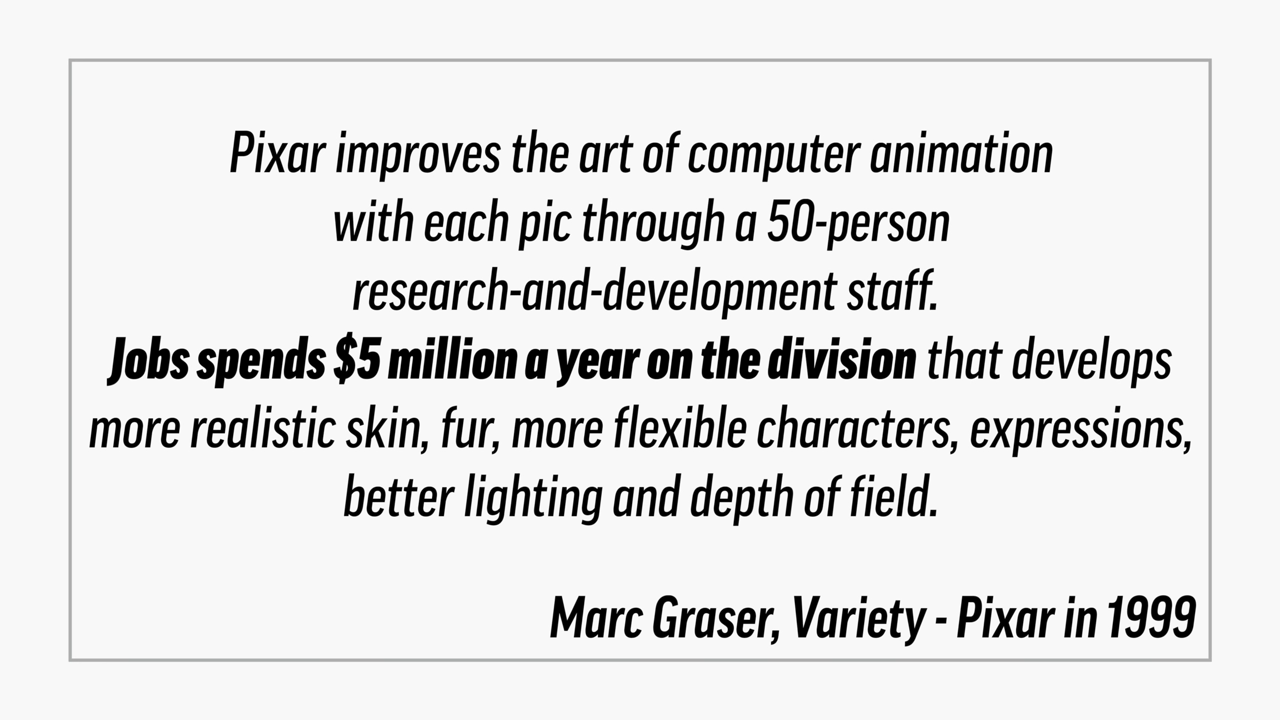 Pixar improves the art of computer animation
with each pic through a 50-person
research-and-development staff.
Jobs spends $5 million a year on the division that develops
more realistic skin, fur, more flexible characters, expressions,
better lighting and depth of field.
Marc Graser, Variety - Pixar in 1999